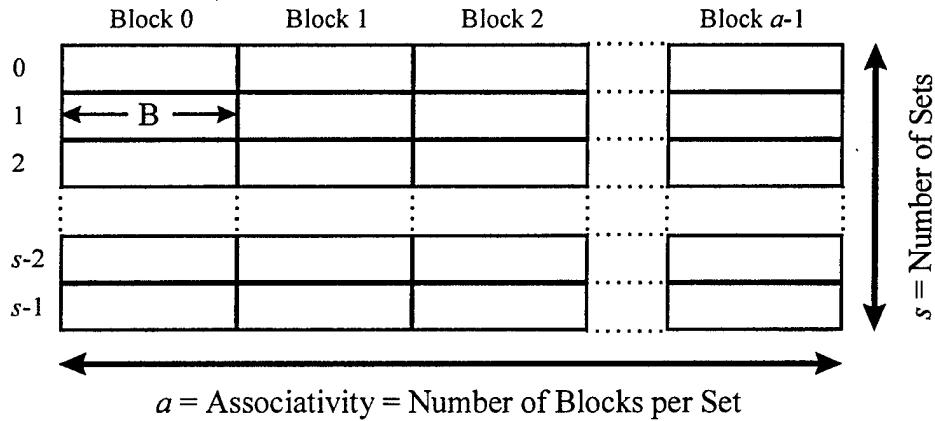 Block 0 Block 1 Block 2 Block a-1
0
1
B
2
s-2
s-1
s = Number of Sets
a = Associativity = Number of Blocks per Set